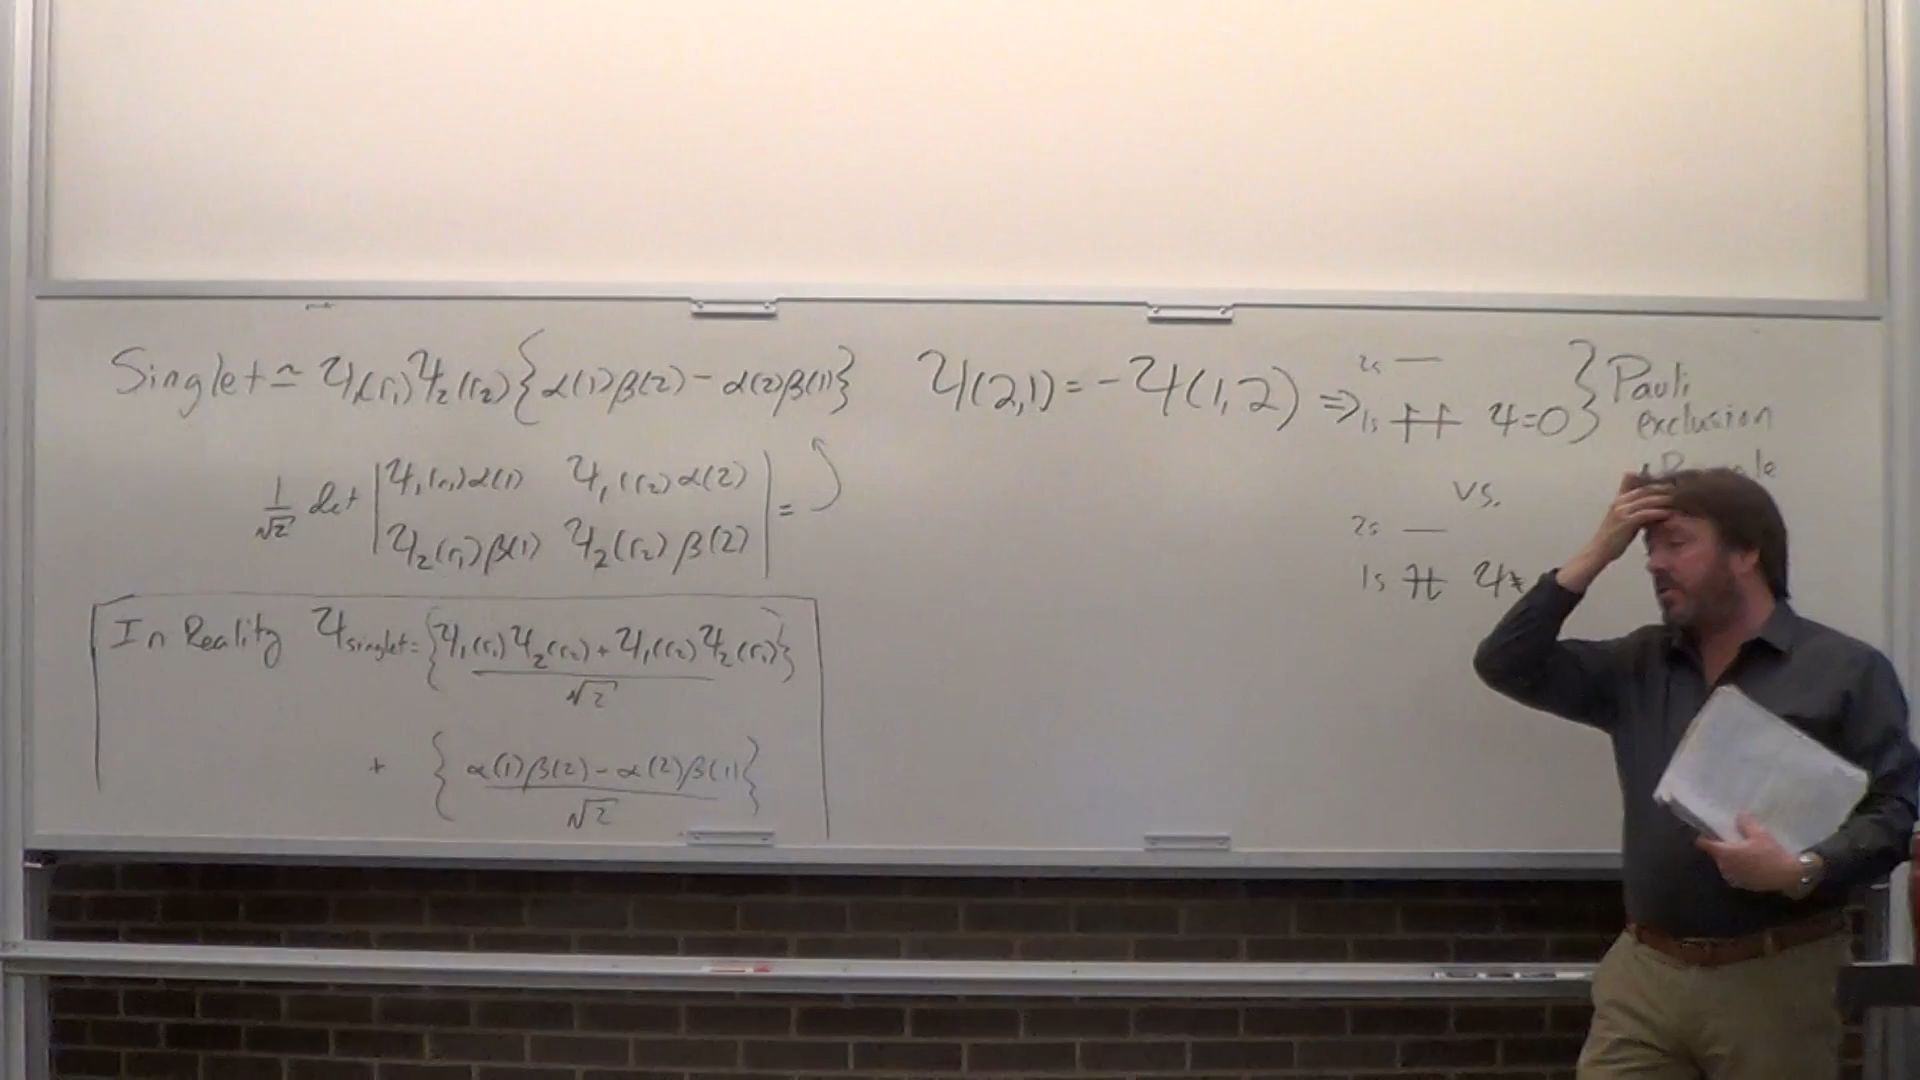 Singlet ≃ Ψ₁(r₁)Ψ₂(r₂){α(1)β(2) - α(2)β(1)}
1/√2 det |Ψ₁(r₁)α(1) Ψ₁(r₂)α(2)| =
|Ψ₂(r₁)β(1) Ψ₂(r₂)β(2)|
In Reality Ψsinglet = {Ψ₁(r₁)Ψ₂(r₂) + Ψ₁(r₂)Ψ₂(r₁)}
√2
+ {α(1)β(2) - α(2)β(1)}
√2
Ψ(2,1) = -Ψ(1,2) ⇒
2s —
1s ↑↑ Ψ=0 }
Pauli
exclusion
vs.
2s —
1s ↑↓ Ψ